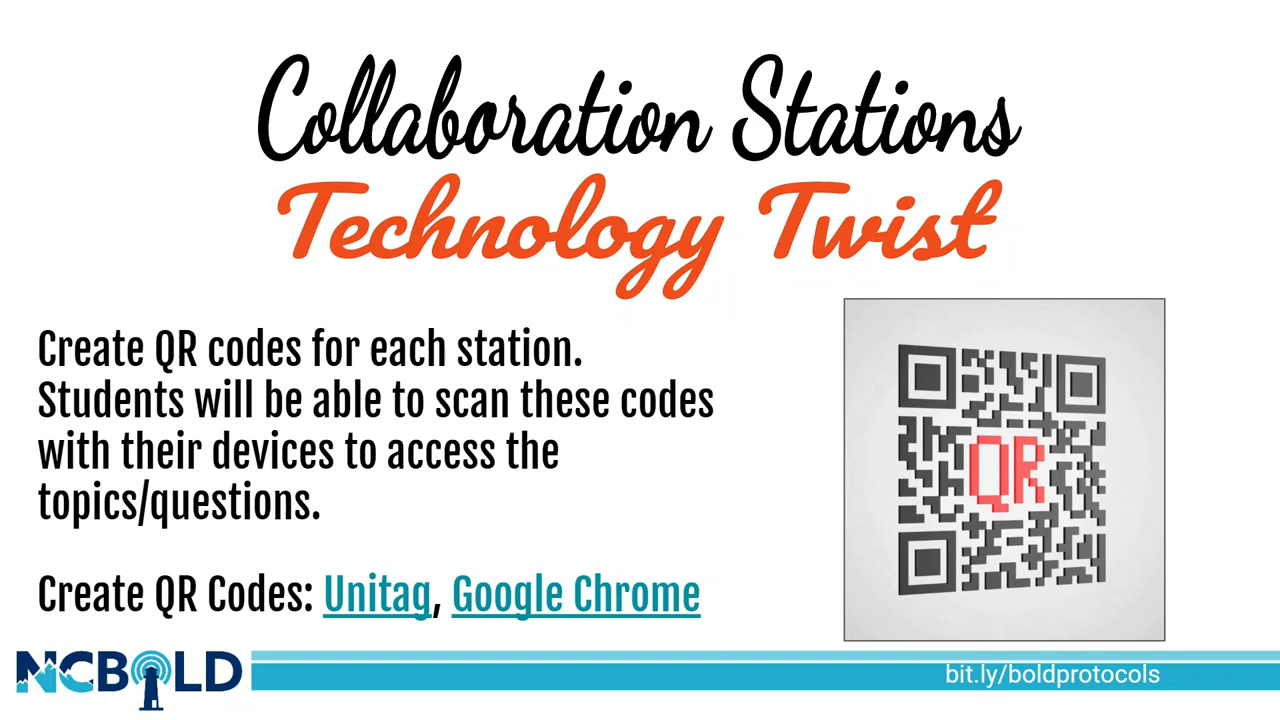 Collaboration Stations
Technology Twist
Create QR codes for each station.
Students will be able to scan these codes
with their devices to access the
topics/questions.
QR
Create QR Codes: Unitag, Google Chrome
NCBOLD
bit.ly/boldprotocols